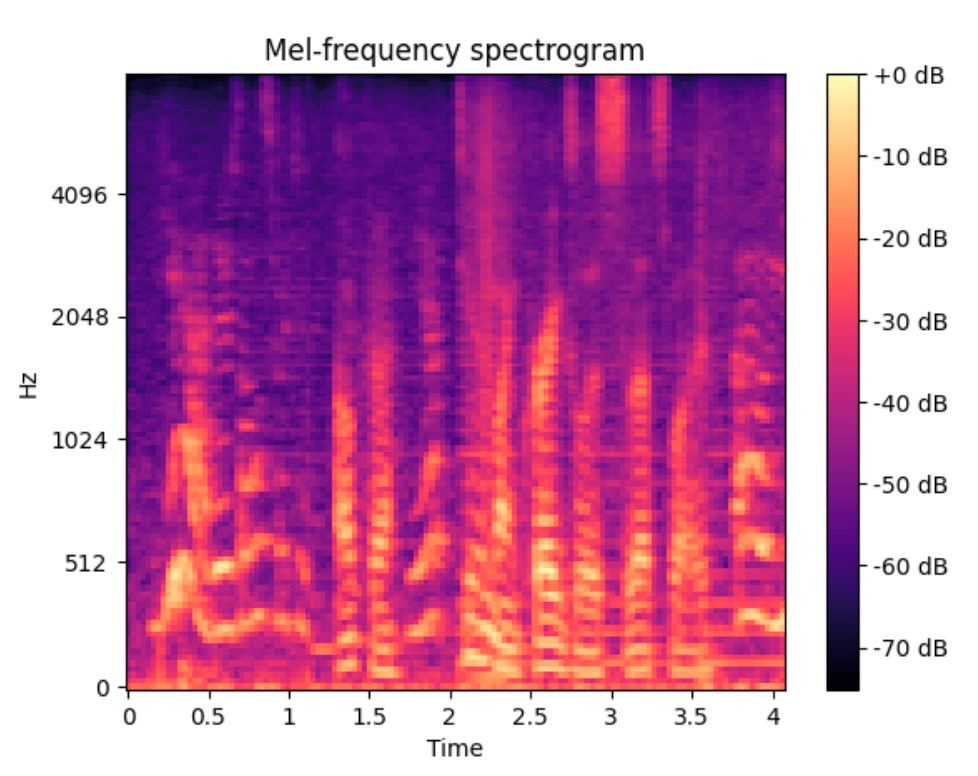 Mel-frequency spectrogram
+0 dB
-10 dB
-20 dB
-30 dB
-40 dB
-50 dB
-60 dB
-70 dB
4096
2048
1024
512
0
Hz
0 0.5 1 1.5 2 2.5 3 3.5 4
Time